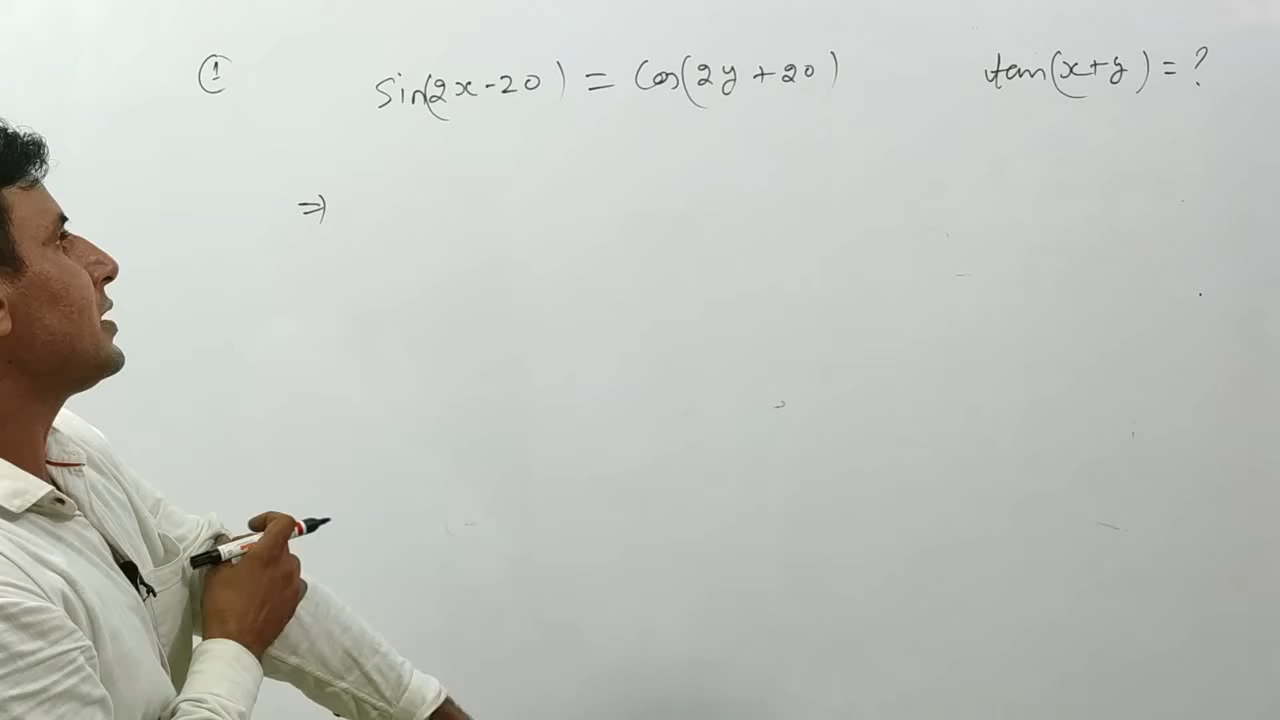 ① sin(2x-20) = Cos(2y+20) tan(x+y) = ?
⇒